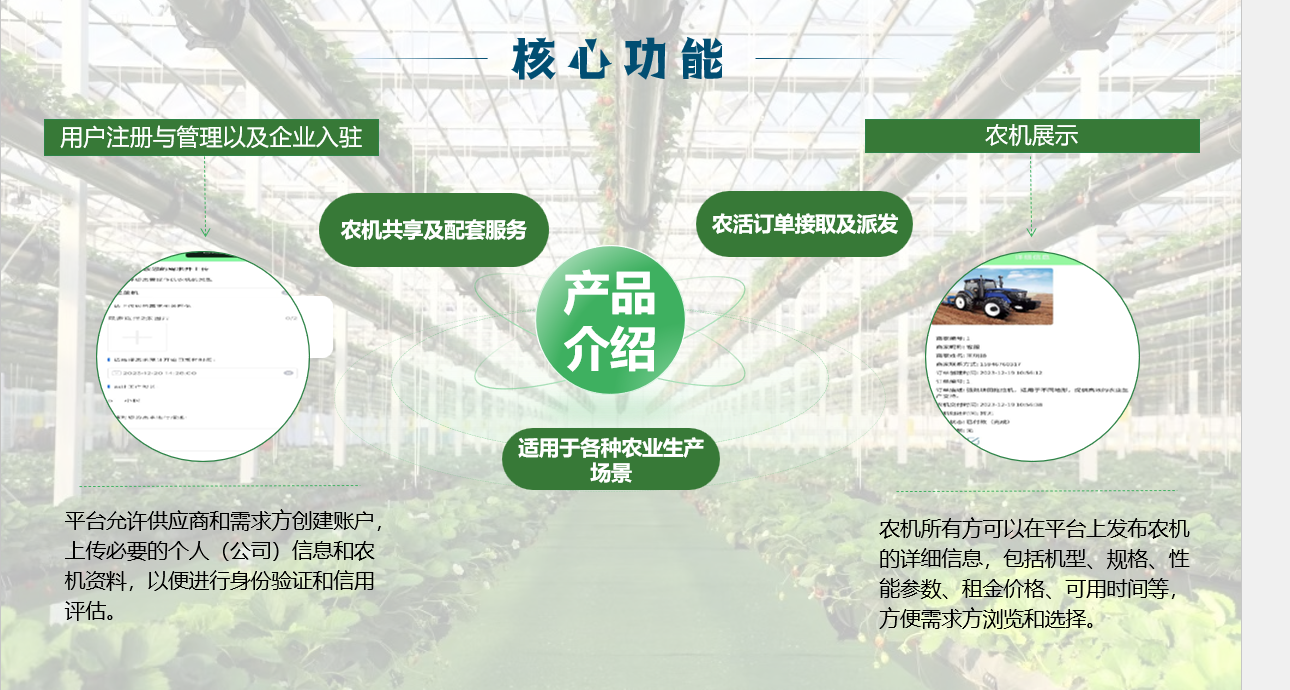 核心功能
用户注册与管理以及企业入驻
农机展示
农机共享及配套服务
农活订单接取及派发
产品
介绍
适用于各种农业生产
场景
2023-12-20 14:28:00
平台允许供应商和需求方创建账户，
上传必要的个人（公司）信息和农
机资料，以便进行身份验证和信用
评估。
农机所有方可以在平台上发布农机
的详细信息，包括机型、规格、性
能参数、租金价格、可用时间等，
方便需求方浏览和选择。